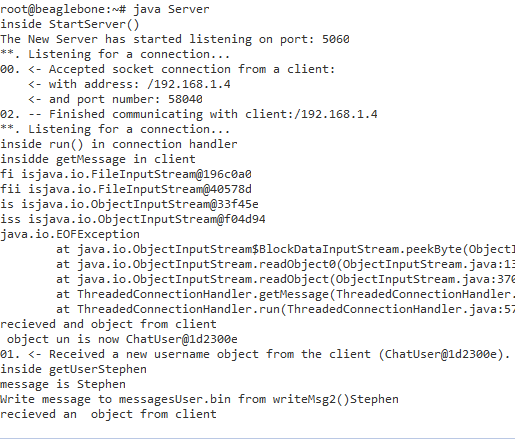 root@beaglebone:~# java Server
inside StartServer()
The New Server has started listening on port: 5060
**. Listening for a connection...
00. <- Accepted socket connection from a client:
    <- with address: /192.168.1.4
    <- and port number: 58040
02. -- Finished communicating with client:/192.168.1.4
**. Listening for a connection...
inside run() in connection handler
insidde getMessage in client
fi isjava.io.FileInputStream@196c0a0
fii isjava.io.FileInputStream@40578d
is isjava.io.ObjectInputStream@33f45e
iss isjava.io.ObjectInputStream@f04d94
java.io.EOFException
        at java.io.ObjectInputStream$BlockDataInputStream.peekByte(ObjectI
        at java.io.ObjectInputStream.readObject0(ObjectInputStream.java:13
        at java.io.ObjectInputStream.readObject(ObjectInputStream.java:370
        at ThreadedConnectionHandler.getMessage(ThreadedConnectionHandler.
        at ThreadedConnectionHandler.run(ThreadedConnectionHandler.java:57
recieved and object from client
 object un is now ChatUser@1d2300e
01. <- Received a new username object from the client (ChatUser@1d2300e).
inside getUserStephen
message is Stephen
Write message to messagesUser.bin from writeMsg2()Stephen
recieved an  object from client